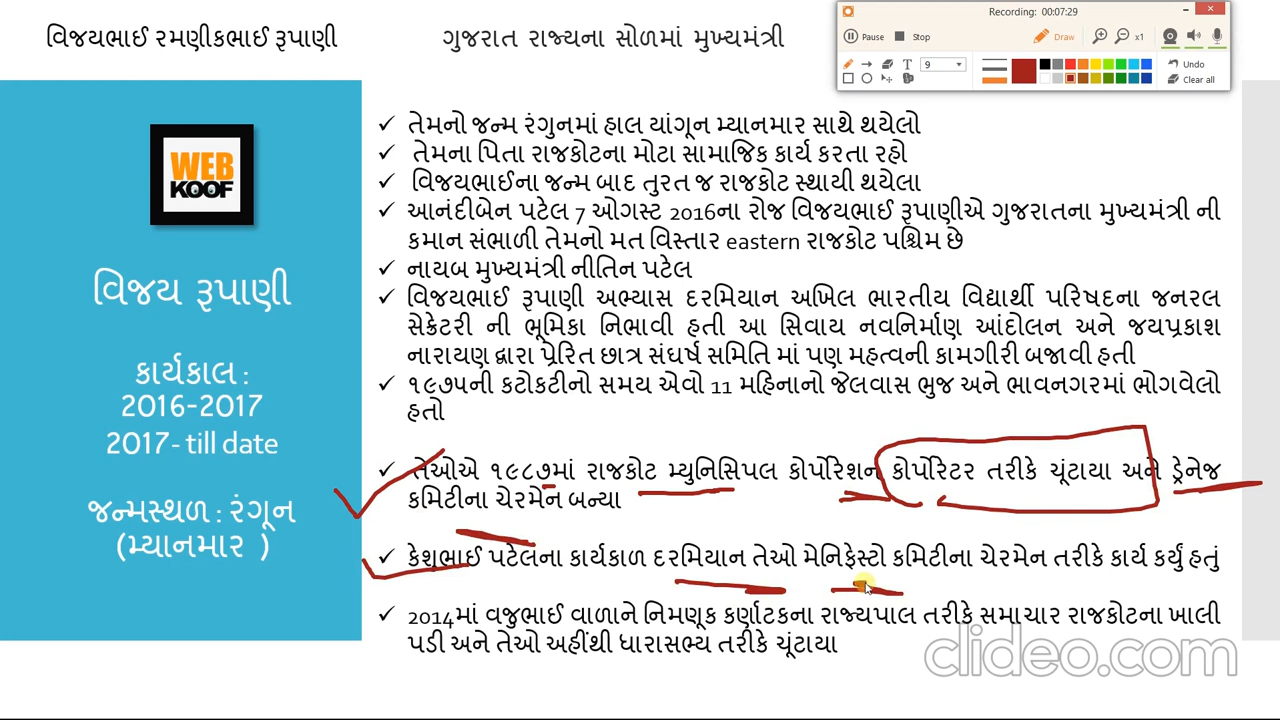 વિજયભાઈ રમણીકભાઈ રૂપાણી
ગુજરાત રાજ્યના સોળમાં મુખ્યમંત્રી
Recording: 00:07:29
Pause
Stop
Draw
x1
T
9
Undo
Clear all
WEB
KOOF
વિજય રૂપાણી
કાર્યકાલ :
2016-2017
2017- till date
જન્મસ્થળ : રંગૂન
(મ્યાનમાર )
✓ તેમનો જન્મ રંગુનમાં હાલ યાંગૂન મ્યાનમાર સાથે થયેલો
✓ તેમના પિતા રાજકોટના મોટા સામાજિક કાર્ય કરતા રહો
✓ વિજયભાઈના જન્મ બાદ તુરત જ રાજકોટ સ્થાયી થયેલા
✓ આનંદીબેન પટેલ 7 ઓગસ્ટ 2016ના રોજ વિજયભાઈ રૂપાણીએ ગુજરાતના મુખ્યમંત્રી ની
કમાન સંભાળી તેમનો મત વિસ્તાર eastern રાજકોટ પશ્ચિમ છે
✓ નાયબ મુખ્યમંત્રી નીતિન પટેલ
✓ વિજયભાઈ રૂપાણી અભ્યાસ દરમિયાન અખિલ ભારતીય વિદ્યાર્થી પરિષદના જનરલ
સેક્રેટરી ની ભૂમિકા નિભાવી હતી આ સિવાય નવનિર્માણ આંદોલન અને જયપ્રકાશ
નારાયણ દ્વારા પ્રેરિત છાત્ર સંઘર્ષ સમિતિ માં પણ મહત્વની કામગીરી બજાવી હતી
✓ ૧૯૭૫ની કટોકટીનો સમય એવો 11 મહિનાનો જેલવાસ ભુજ અને ભાવનગરમાં ભોગવેલો
હતો
✓ તેઓએ ૧૯૮૭માં રાજકોટ મ્યુનિસિપલ કોર્પોરેશન કોર્પોરેટર તરીકે ચૂંટાયા અને ડ્રેનેજ
કમિટીના ચેરમેન બન્યા
✓ કેશુભાઈ પટેલના કાર્યકાળ દરમિયાન તેઓ મેનિફેસ્ટો કમિટીના ચેરમેન તરીકે કાર્ય કર્યું હતું
✓ 2014માં વજુભાઈ વાળાને નિમણૂક કર્ણાટકના રાજ્યપાલ તરીકે સમાચાર રાજકોટના ખાલી
પડી અને તેઓ અહીંથી ધારાસભ્ય તરીકે ચૂંટાયા
clideo.com